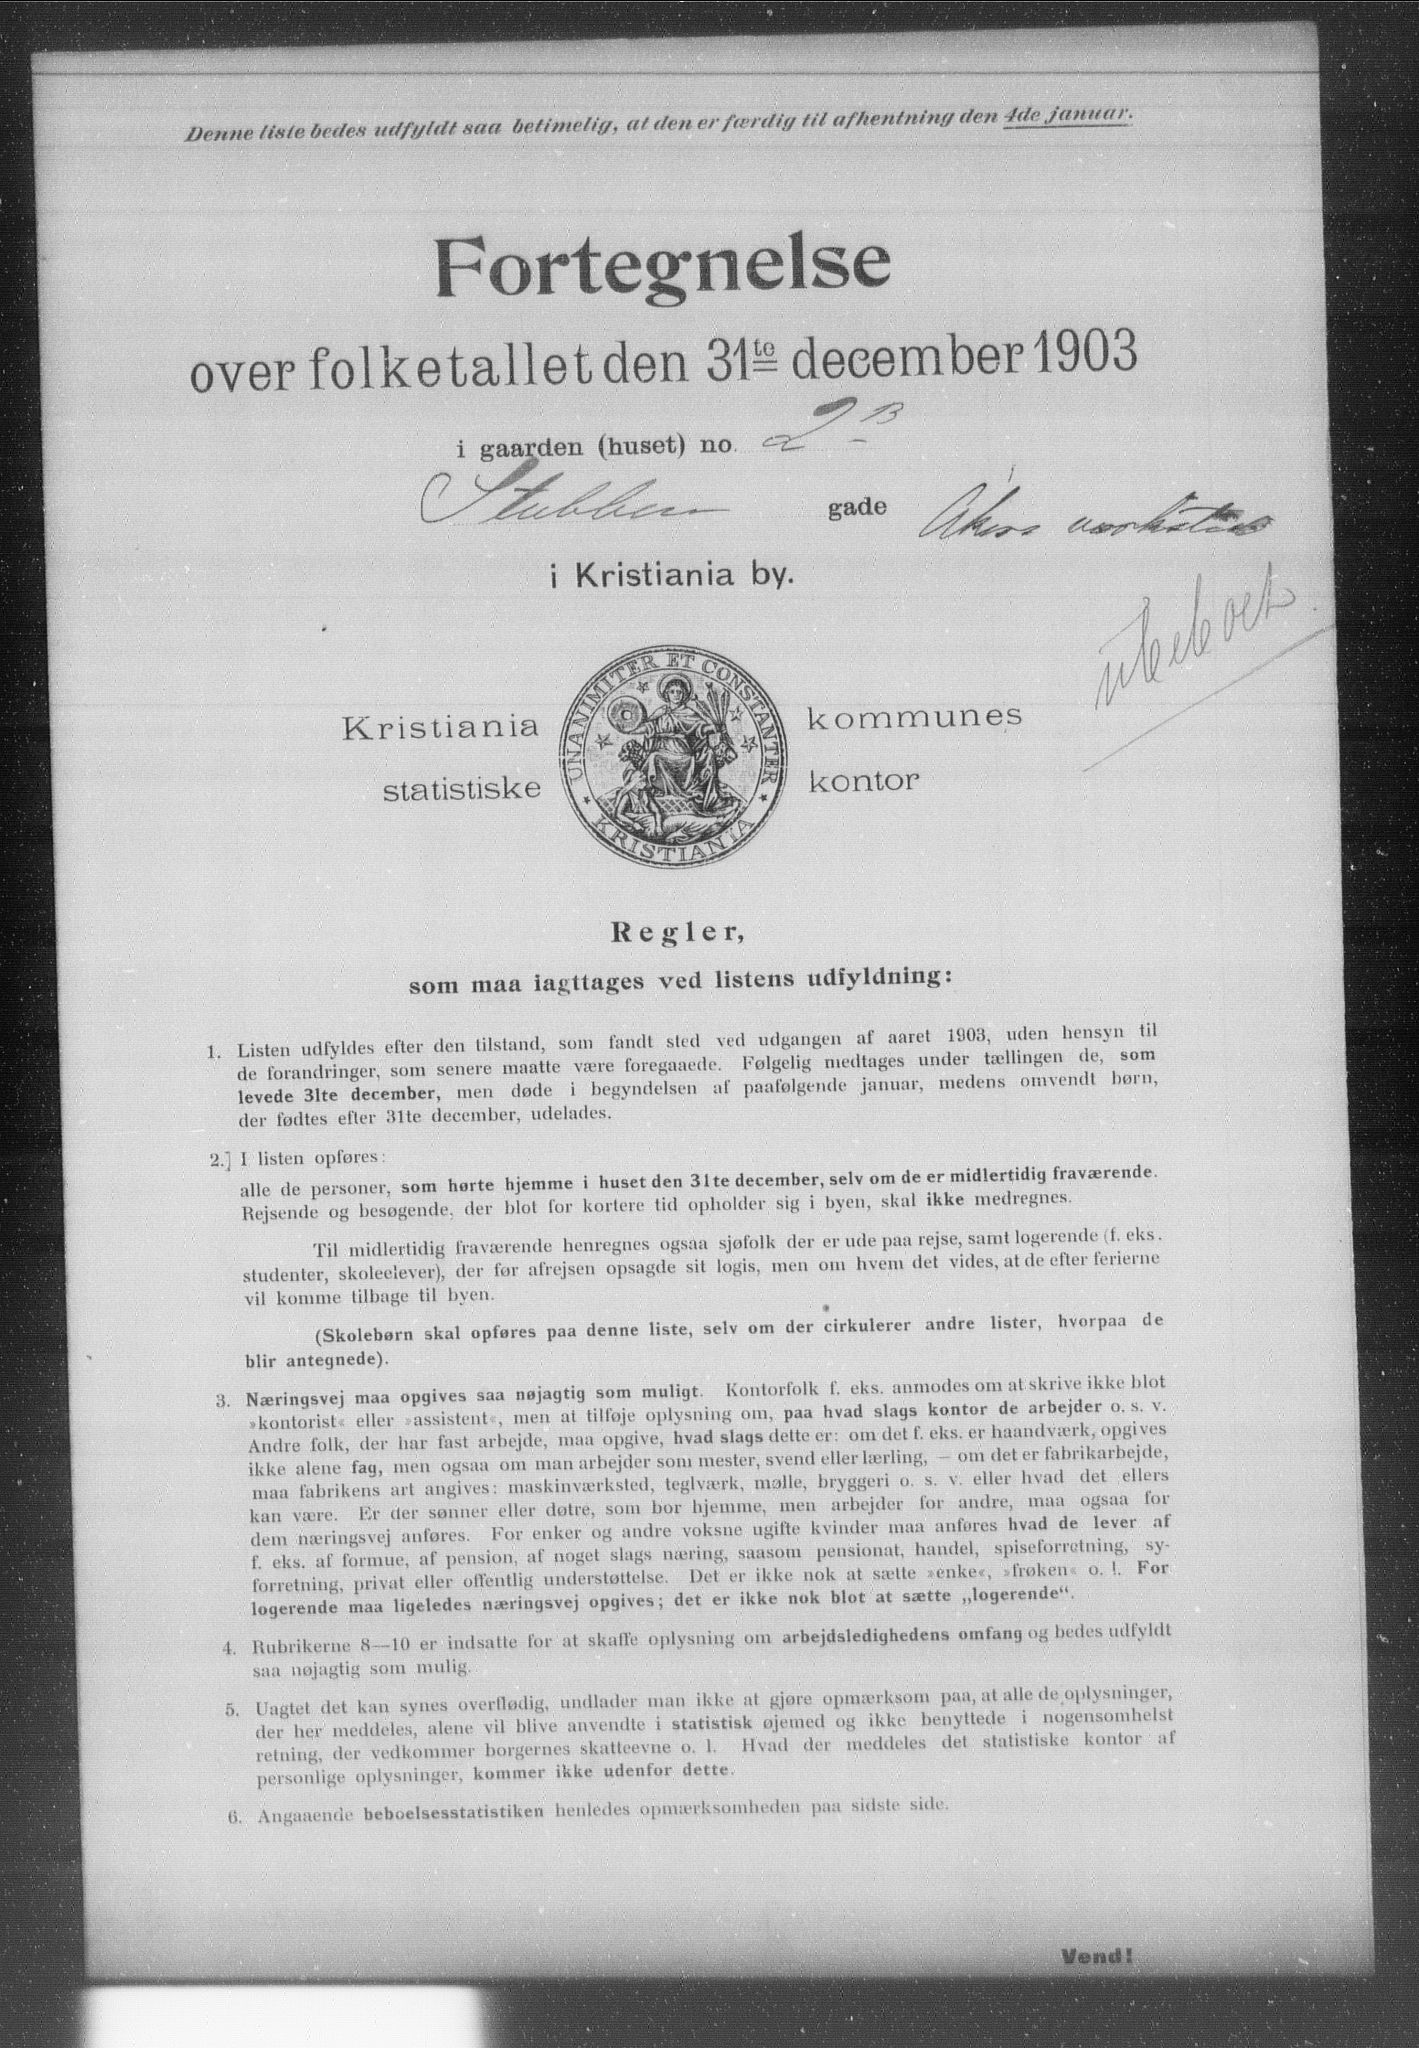 Denne liste bedes udfyldt saa betimelig, at den er færdig til afhentning den 4de januar.
Fortegnelse
over folketallet den 31te december 1903
i gaarden (huset) no. 2 B
Stubben gade Akers
i Kristiania by.
ubeboet.
Kristiania kommunes
statistiske kontor
UNANIMITER ET CONSTANTER
KRISTIANIA
Regler,
som maa iagttages ved listens udfyldning:
1. Listen udfyldes efter den tilstand, som fandt sted ved udgangen af aaret 1903, uden hensyn til
de forandringer, som senere maatte være foregaaede. Følgelig medtages under tællingen de, som
levede 31te december, men døde i begyndelsen af paafølgende januar, medens omvendt børn,
der fødtes efter 31te december, udelades.
2.] I listen opføres:
alle de personer, som hørte hjemme i huset den 31te december, selv om de er midlertidig fraværende.
Rejsende og besøgende, der blot for kortere tid opholder sig i byen, skal ikke medregnes.
Til midlertidig fraværende henregnes ogsaa sjøfolk der er ude paa rejse, samt logerende (f. eks.
studenter, skoleelever), der før afrejsen opsagde sit logis, men om hvem det vides, at de efter ferierne
vil komme tilbage til byen.
(Skolebørn skal opføres paa denne liste, selv om der cirkulerer andre lister, hvorpaa de
blir antegnede).
3. Næringsvej maa opgives saa nøjagtig som muligt. Kontorfolk f. eks. anmodes om at skrive ikke blot
»kontorist« eller »assistent«, men at tilføje oplysning om, paa hvad slags kontor de arbejder o. s. v.
Andre folk, der har fast arbejde, maa opgive, hvad slags dette er: om det f. eks. er haandværk, opgives
ikke alene fag, men ogsaa om man arbejder som mester, svend eller lærling, — om det er fabrikarbejde,
maa fabrikens art angives: maskinværksted, teglværk, mølle, bryggeri o. s. v. eller hvad det ellers
kan være. Er der sønner eller døtre, som bor hjemme, men arbejder for andre, maa ogsaa for
dem næringsvej anføres. For enker og andre voksne ugifte kvinder maa anføres hvad de lever af
f. eks. af formue, af pension, af noget slags næring, saasom pensionat, handel, spiseforretning, sy-
forretning, privat eller offentlig understøttelse. Det er ikke nok at sætte »enke«, »frøken« o. l. For
logerende maa ligeledes næringsvej opgives; det er ikke nok blot at sætte „logerende“.
4. Rubrikerne 8—10 er indsatte for at skaffe oplysning om arbejdsledighedens omfang og bedes udfyldt
saa nøjagtig som mulig.
5. Uagtet det kan synes overflødig, undlader man ikke at gjøre opmærksom paa, at alle de oplysninger,
der her meddeles, alene vil blive anvendte i statistisk øjemed og ikke benyttede i nogensomhelst
retning, der vedkommer borgernes skatteevne o. l. Hvad der meddeles det statistiske kontor af
personlige oplysninger, kommer ikke udenfor dette.
6. Angaaende beboelsesstatistiken henledes opmærksomheden paa sidste side.
Vend!